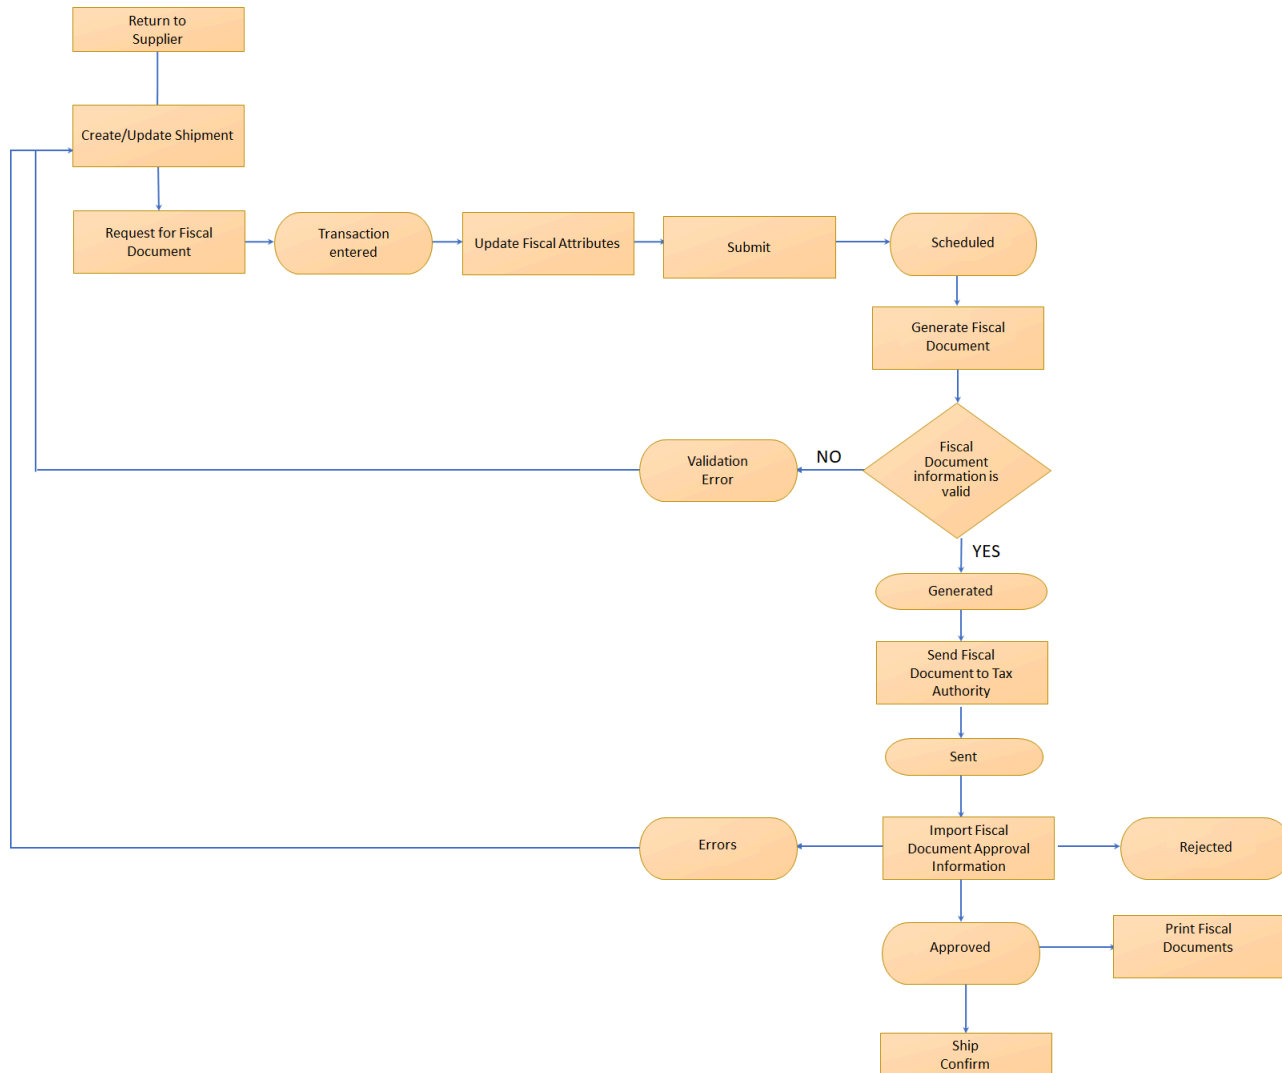 Return to
Supplier
Create/Update Shipment
Request for Fiscal
Document
Transaction
entered
Update Fiscal Attributes
Submit
Scheduled
Generate Fiscal
Document
Fiscal
Document
information is
valid
NO
Validation
Error
YES
Generated
Send Fiscal
Document to Tax
Authority
Sent
Import Fiscal
Document Approval
Information
Errors
Rejected
Approved
Print Fiscal
Documents
Ship
Confirm